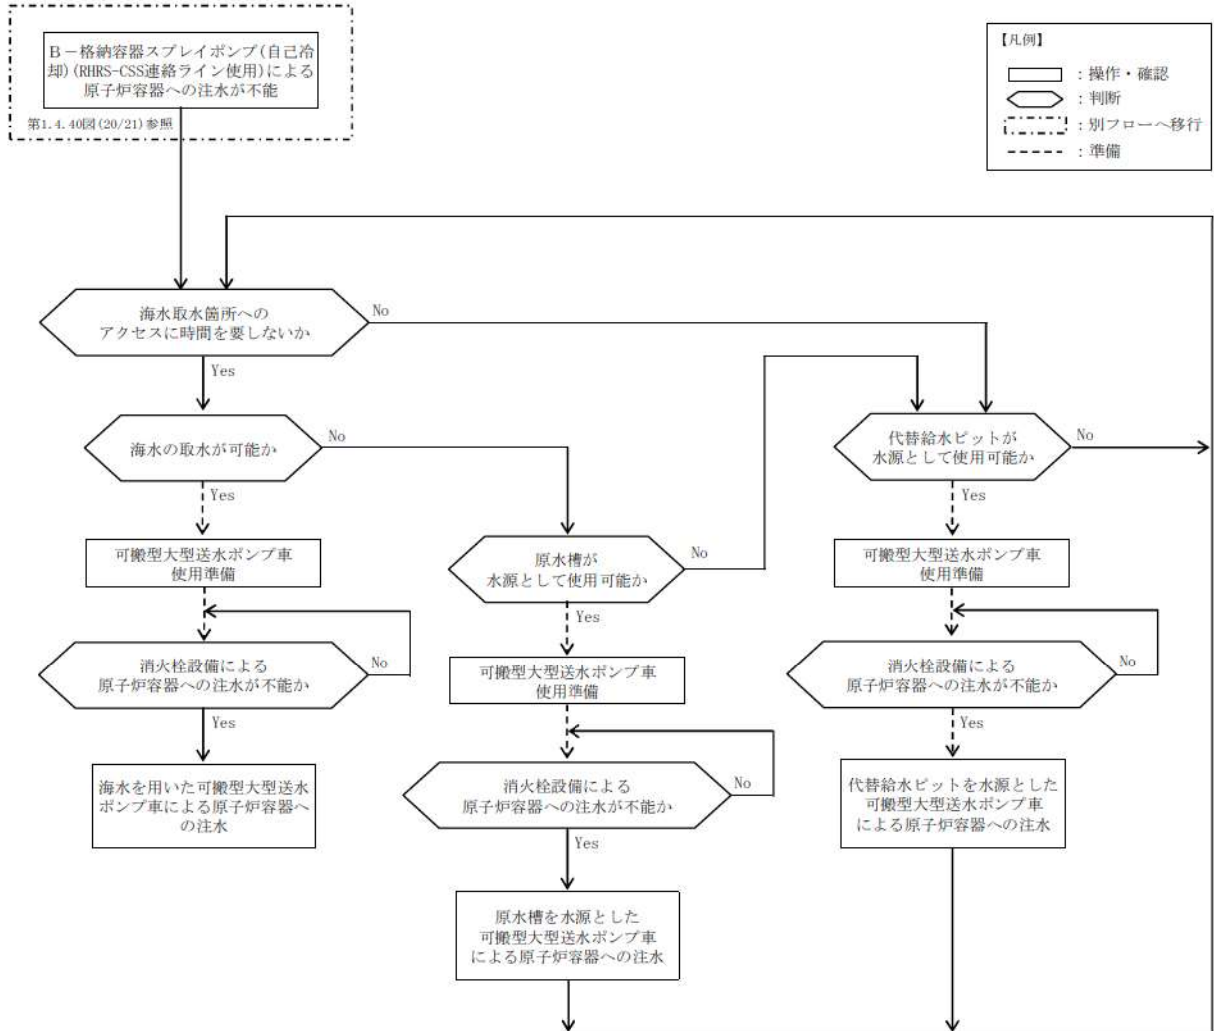 B－格納容器スプレイポンプ(自己冷
却)(RHRS-CSS連絡ライン使用)による
原子炉容器への注水が不能
第1.4.40図(20/21)参照
【凡例】
：操作・確認
：判断
：別フローへ移行
：準備
海水取水箇所への
アクセスに時間を要しないか
No
Yes
海水の取水が可能か
No
Yes
可搬型大型送水ポンプ車
使用準備
消火栓設備による
原子炉容器への注水が不能か
No
Yes
海水を用いた可搬型大型送水
ポンプ車による原子炉容器へ
の注水
原水槽が
水源として使用可能か
No
Yes
可搬型大型送水ポンプ車
使用準備
消火栓設備による
原子炉容器への注水が不能か
No
Yes
原水槽を水源とした
可搬型大型送水ポンプ車
による原子炉容器への注水
代替給水ピットが
水源として使用可能か
No
Yes
可搬型大型送水ポンプ車
使用準備
消火栓設備による
原子炉容器への注水が不能か
No
Yes
代替給水ピットを水源とした
可搬型大型送水ポンプ車
による原子炉容器への注水